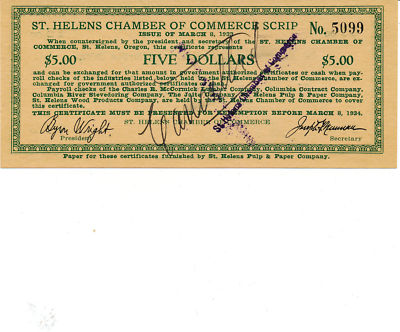 ST. HELENS CHAMBER OF COMMERCE SCRIP
No. 5099
ISSUE OF MARCH 8, 1933
When countersigned by the president and secretary of the ST. HELENS CHAMBER OF
COMMERCE, St. Helens, Oregon, this certificate represents
$5.00 FIVE DOLLARS $5.00
and can be exchanged for that amount in government authorized certificates or cash when pay-
roll checks of the industries listed below, held by the St. Helens Chamber of Commerce, are ex-
changed for government authorized certificates or cash.
Payroll checks of the Charles R. McCormick Lumber Company, Columbia Contract Company,
Columbia River Stevedoring Company, The Jaite Company, St. Helens Pulp & Paper Company,
St. Helens Wood Products Company, are held by the St. Helens Chamber of Commerce to cover
this certificate.
THIS CERTIFICATE MUST BE PRESENTED FOR REDEMPTION BEFORE MARCH 8, 1934.
Wright
President
ST. HELENS CHAMBER OF COMMERCE
Secretary
Paper for these certificates furnished by St. Helens Pulp & Paper Company.